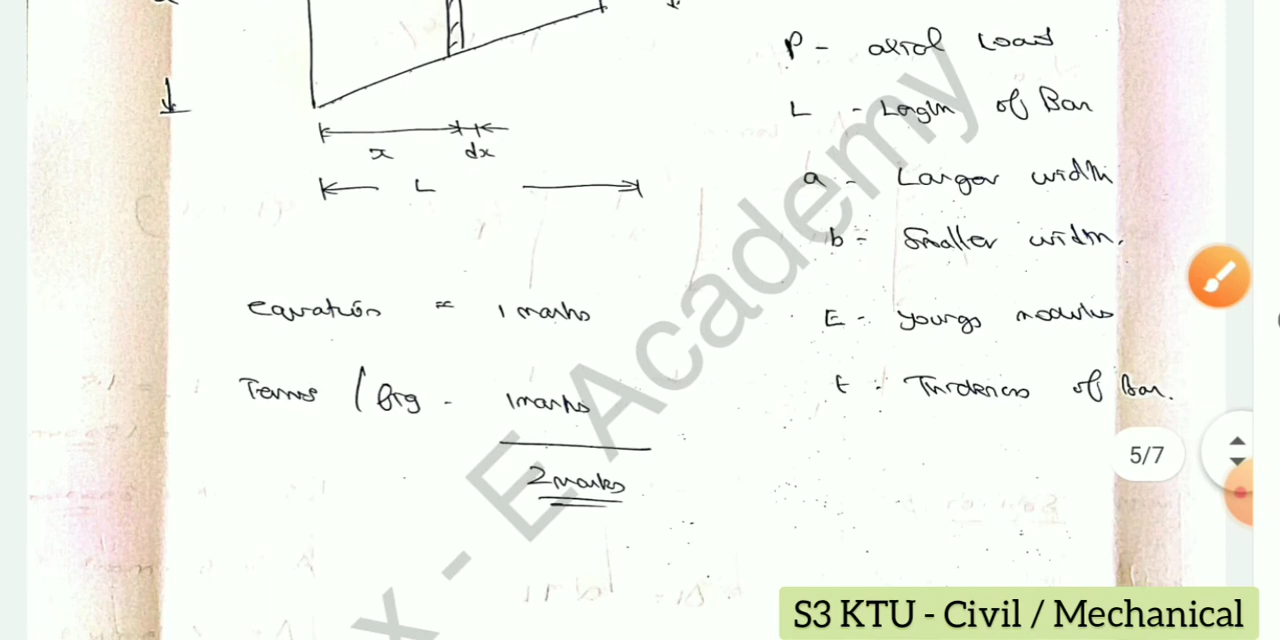 P - axial Load
L - Length of Bar
x dx
L
a - Larger width
b - Smaller width.
Equation = 1 marks
E - youngs modulus
Terms / fig - 1 marks
t - Thickness of Bar.
2 marks
5/7
x - E Academy
S3 KTU - Civil / Mechanical